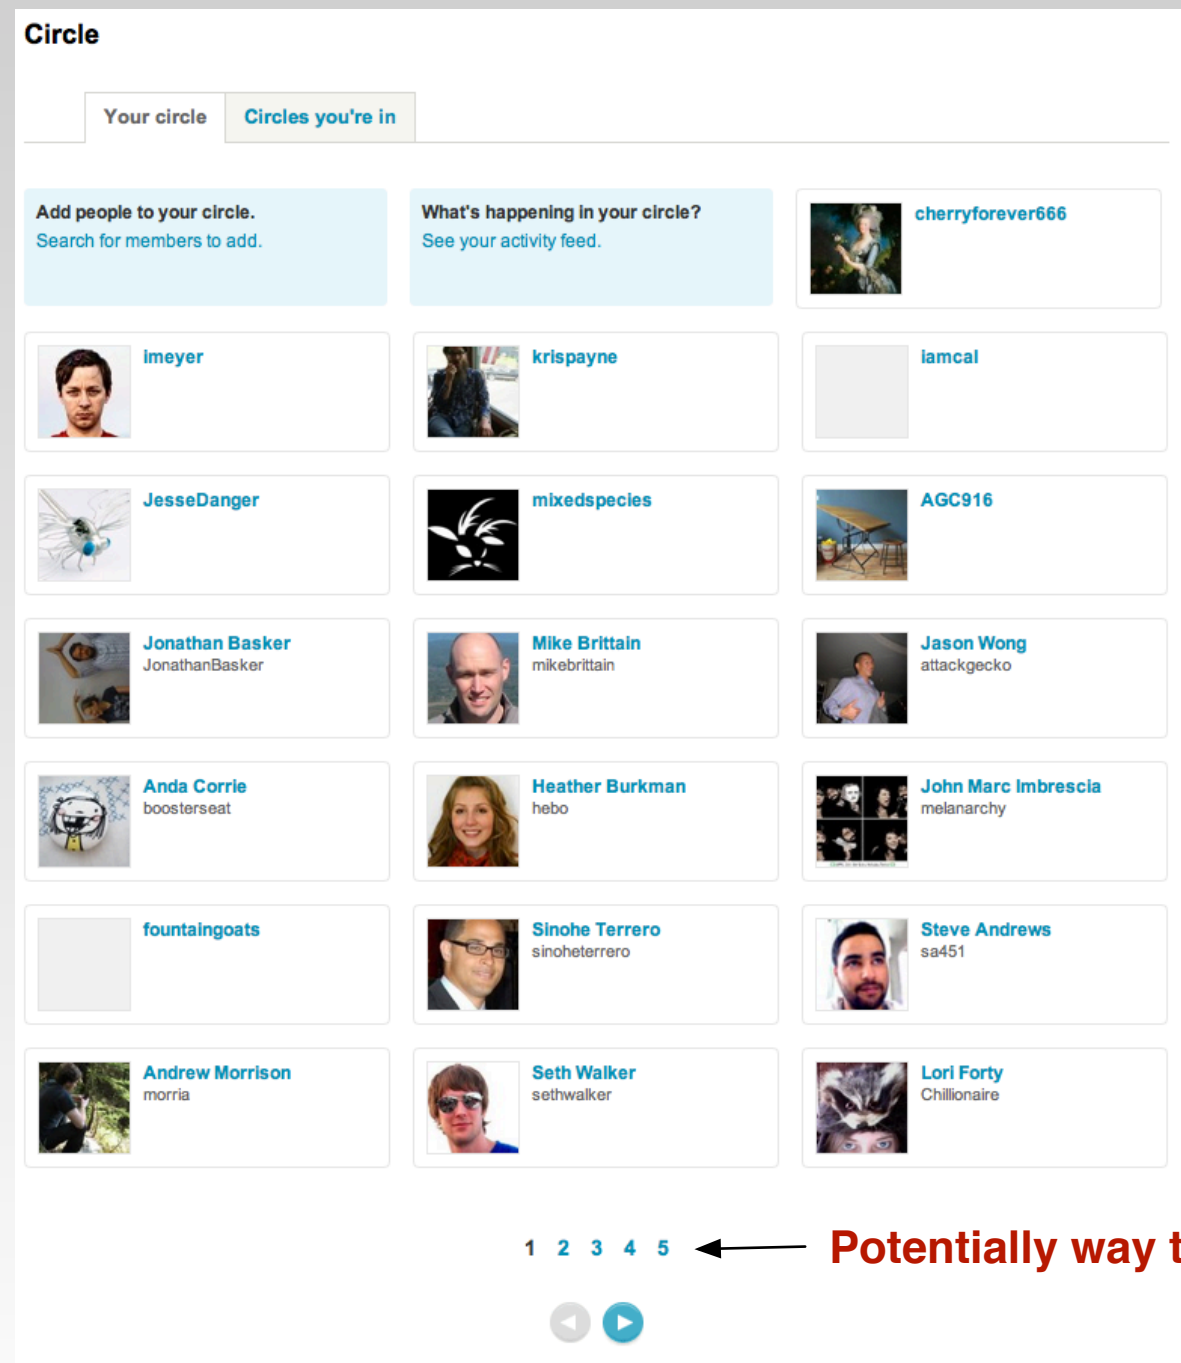 Circle
Your circle
Circles you're in
Add people to your circle.
Search for members to add.
What's happening in your circle?
See your activity feed.
cherryforever666
imeyer
krispayne
iamcal
JesseDanger
mixedspecies
AGC916
Jonathan Basker
JonathanBasker
Mike Brittain
mikebrittain
Jason Wong
attackgecko
Anda Corrie
boosterseat
Heather Burkman
hebo
John Marc Imbrescia
melanarchy
fountaingoats
Sinohe Terrero
sinoheterrero
Steve Andrews
sa451
Andrew Morrison
morria
Seth Walker
sethwalker
Lori Forty
Chillionaire
1 2 3 4 5
Potentially way